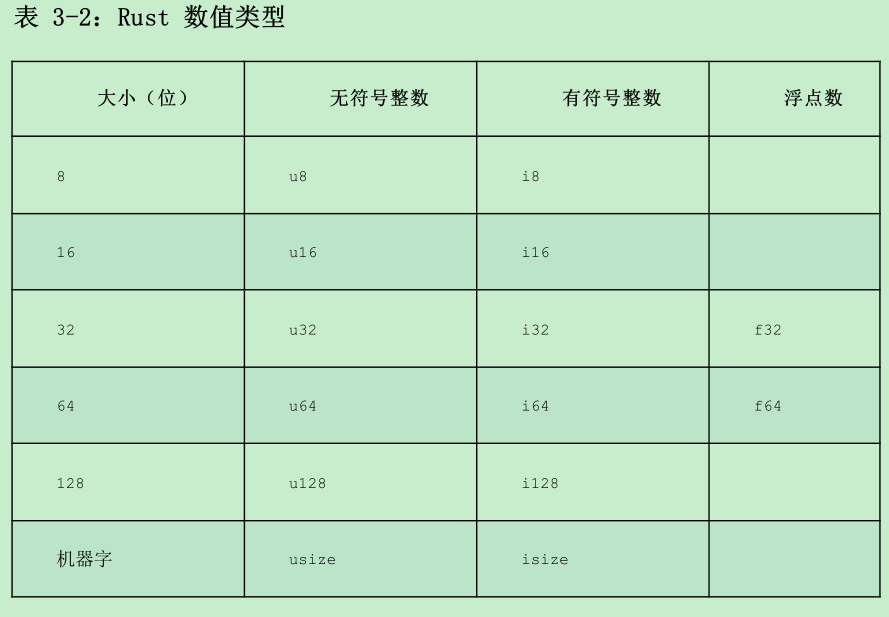 表 3-2：Rust 数值类型
大小（位） 无符号整数 有符号整数 浮点数
8 u8 i8
16 u16 i16
32 u32 i32 f32
64 u64 i64 f64
128 u128 i128
机器字 usize isize